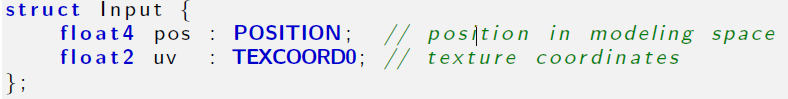 struct Input {
    float4 pos : POSITION;  // position in modeling space
    float2 uv  : TEXCOORD0; // texture coordinates
};